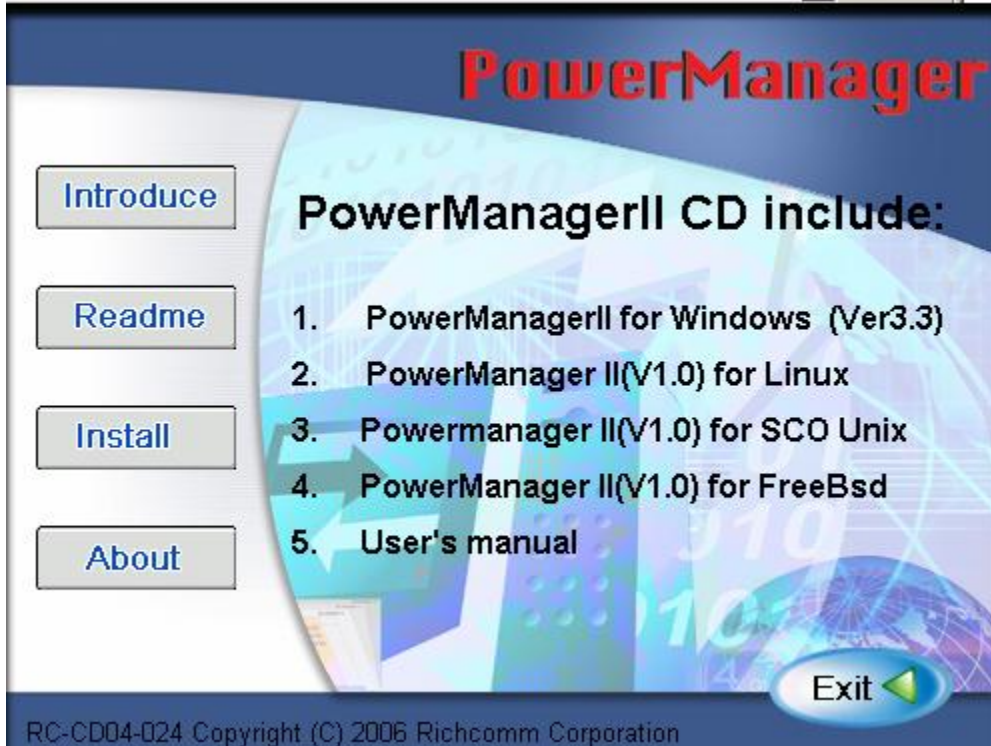 PowerManager
Introduce
Readme
Install
About
PowerManagerII CD include:
1. PowerManagerII for Windows (Ver3.3)
2. PowerManager II(V1.0) for Linux
3. Powermanager II(V1.0) for SCO Unix
4. PowerManager II(V1.0) for FreeBsd
5. User's manual
Exit
RC-CD04-024 Copyright (C) 2006 Richcomm Corporation